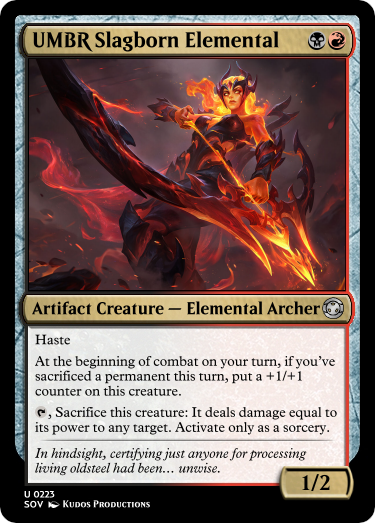 UMBR Slagborn Elemental
Artifact Creature — Elemental Archer
Haste
At the beginning of combat on your turn, if you've
sacrificed a permanent this turn, put a +1/+1
counter on this creature.
, Sacrifice this creature: It deals damage equal to
its power to any target. Activate only as a sorcery.
In hindsight, certifying just anyone for processing
living oldsteel had been… unwise.
1/2
U 0223
SOV Kudos Productions